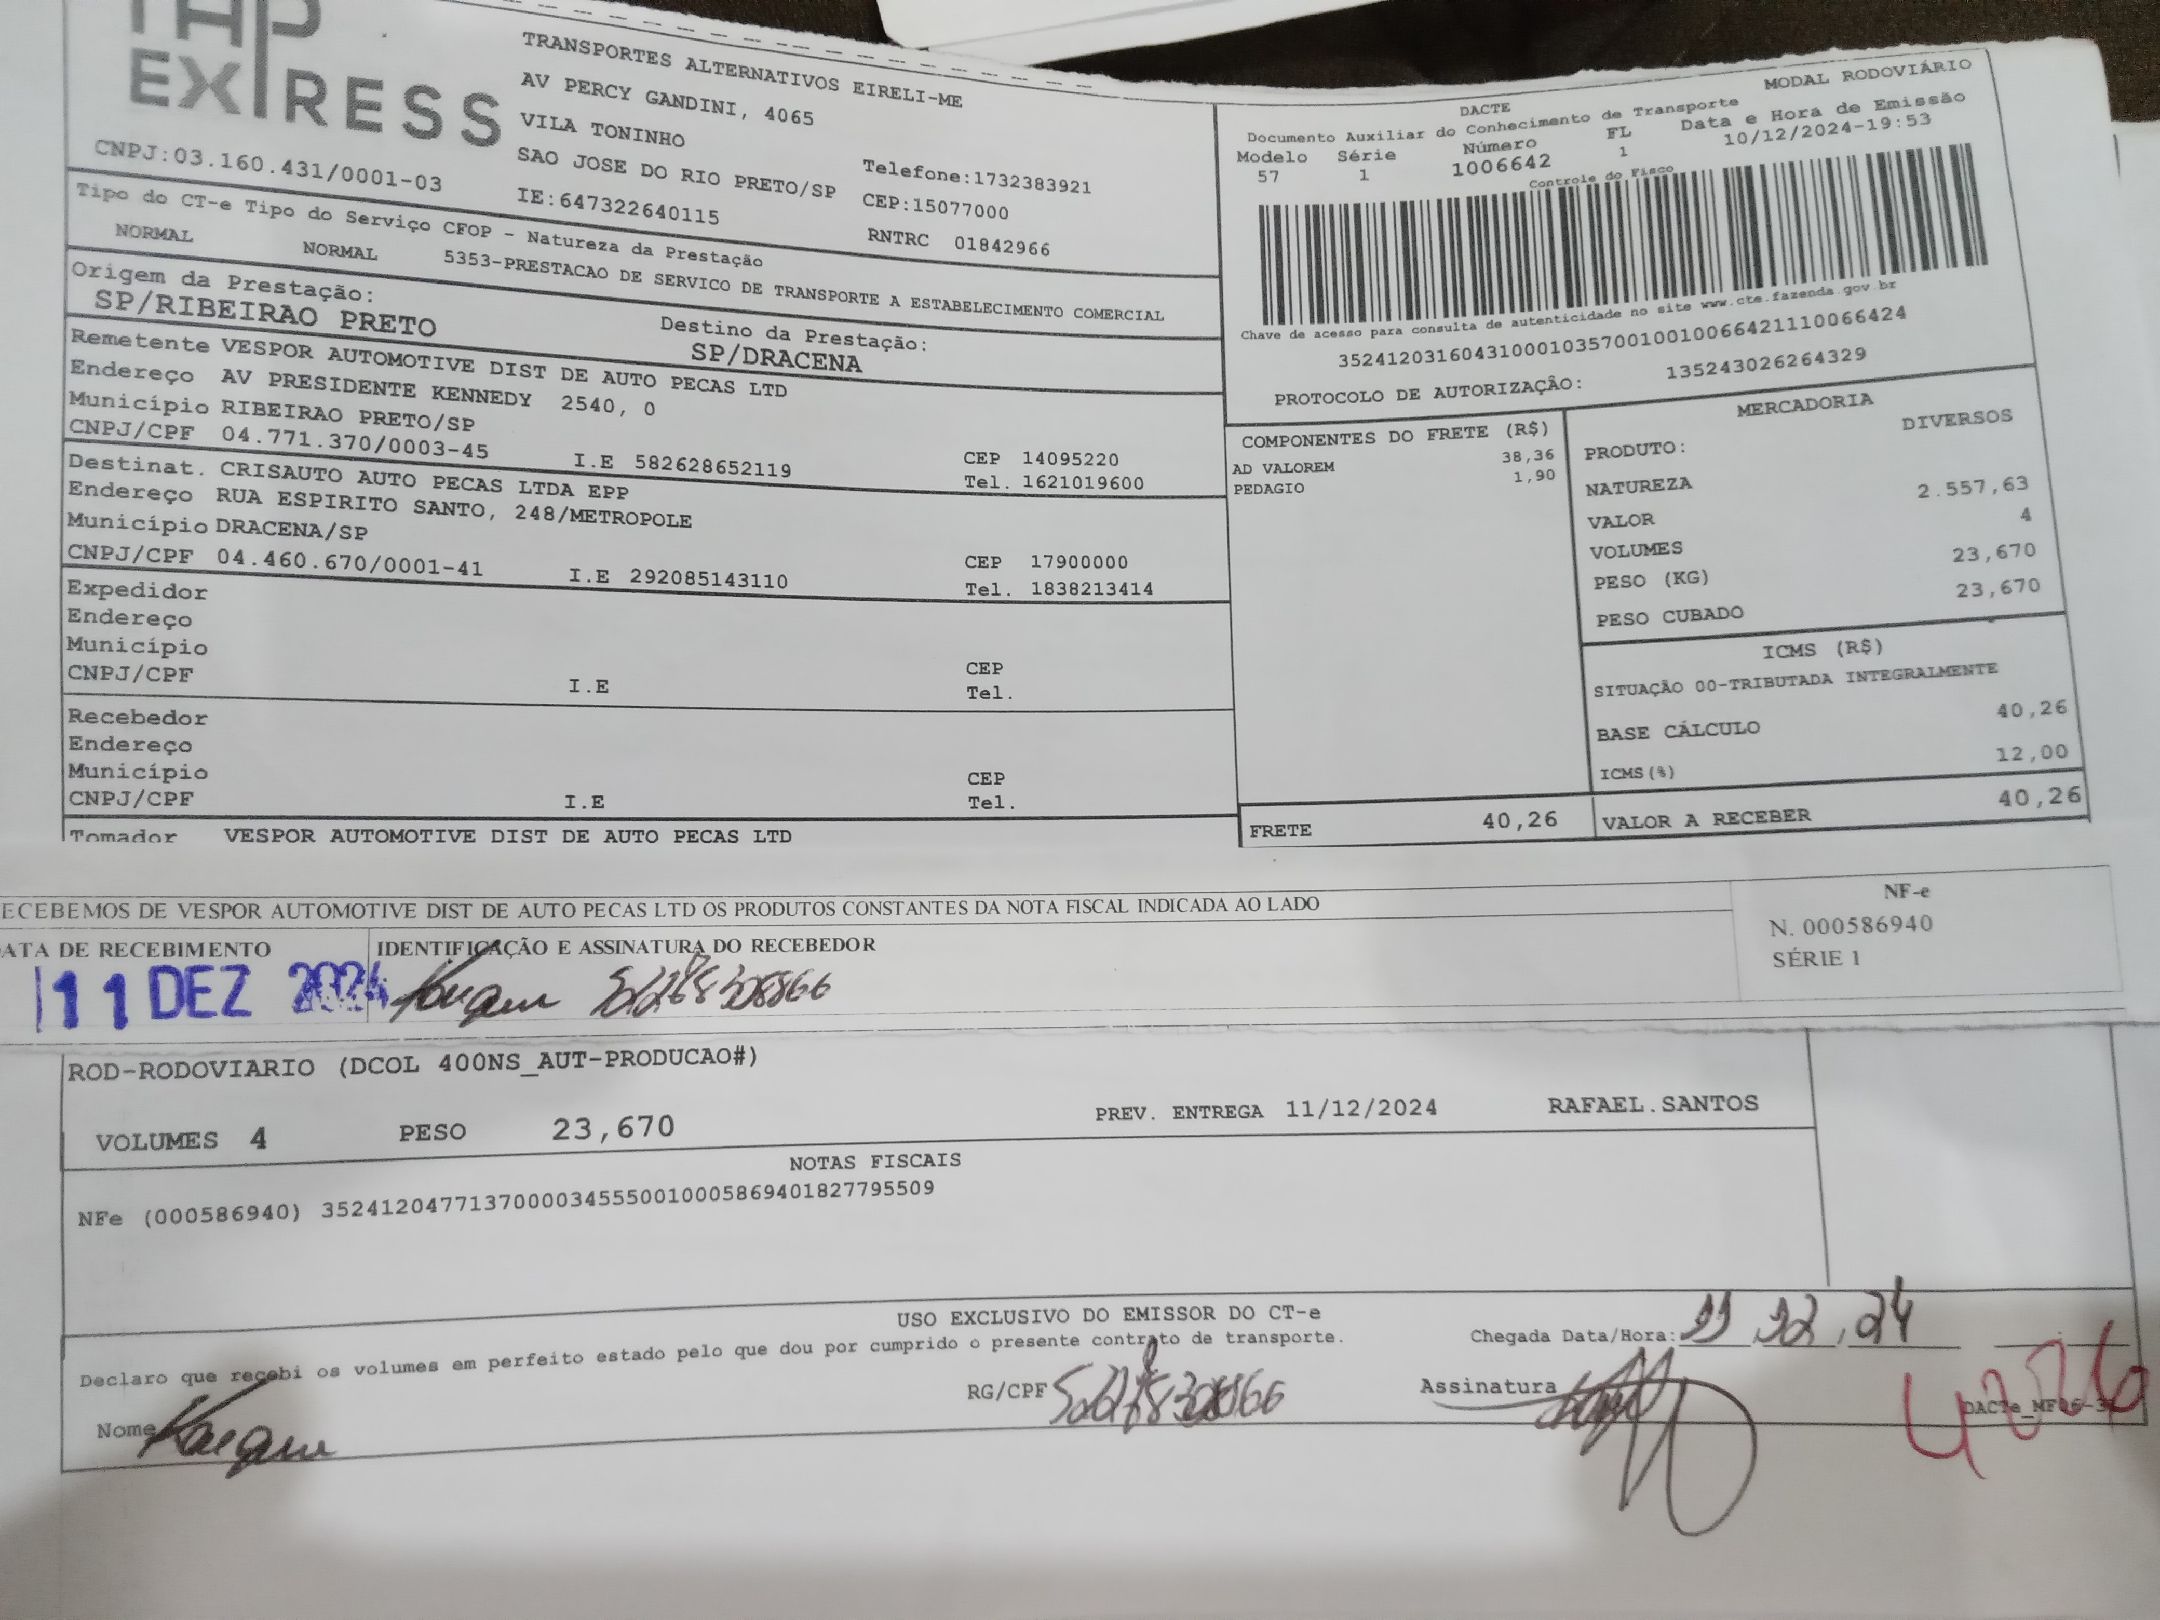 TAP
EXPRESS
CNPJ:03.160.431/0001-03
TRANSPORTES ALTERNATIVOS EIRELI-ME
AV PERCY GANDINI, 4065
VILA TONINHO
SAO JOSE DO RIO PRETO/SP
IE:647322640115
Telefone:1732383921
CEP:15077000
RNTRC 01842966
Tipo do CT-e Tipo do Serviço CFOP - Natureza da Prestação
NORMAL NORMAL 5353-PRESTACAO DE SERVICO DE TRANSPORTE A ESTABELECIMENTO COMERCIAL
Origem da Prestação:
SP/RIBEIRAO PRETO
Destino da Prestação:
SP/DRACENA
Remetente VESPOR AUTOMOTIVE DIST DE AUTO PECAS LTD
Endereço AV PRESIDENTE KENNEDY 2540, 0
Município RIBEIRAO PRETO/SP CEP 14095220
CNPJ/CPF 04.771.370/0003-45 I.E 582628652119 Tel. 1621019600
Destinat. CRISAUTO AUTO PECAS LTDA EPP
Endereço RUA ESPIRITO SANTO, 248/METROPOLE
Município DRACENA/SP CEP 17900000
CNPJ/CPF 04.460.670/0001-41 I.E 292085143110 Tel. 1838213414
Expedidor
Endereço
Município CEP
CNPJ/CPF I.E Tel.
Recebedor
Endereço
Município CEP
CNPJ/CPF I.E Tel.
Tomador VESPOR AUTOMOTIVE DIST DE AUTO PECAS LTD
DACTE MODAL RODOVIÁRIO
Documento Auxiliar do Conhecimento de Transporte
Modelo Série Número FL Data e Hora de Emissão
57 1 1006642 1 10/12/2024-19:53
Controle do Fisco
Chave de acesso para consulta de autenticidade no site www.cte.fazenda.gov.br
35241203160431000103570010010066421110066424
PROTOCOLO DE AUTORIZAÇÃO: 135243026264329
COMPONENTES DO FRETE (R$)
AD VALOREM 38,36
PEDAGIO 1,90
MERCADORIA
PRODUTO: DIVERSOS
NATUREZA
VALOR 2.557,63
VOLUMES 4
PESO (KG) 23,670
PESO CUBADO 23,670
ICMS (R$)
SITUAÇÃO 00-TRIBUTADA INTEGRALMENTE
BASE CÁLCULO 40,26
ICMS(%) 12,00
FRETE 40,26 VALOR A RECEBER 40,26
ECEBEMOS DE VESPOR AUTOMOTIVE DIST DE AUTO PECAS LTD OS PRODUTOS CONSTANTES DA NOTA FISCAL INDICADA AO LADO
ATA DE RECEBIMENTO IDENTIFICAÇÃO E ASSINATURA DO RECEBEDOR
11 DEZ 2024
NF-e
N. 000586940
SÉRIE 1
ROD-RODOVIARIO (DCOL 400NS_AUT-PRODUCAO#)
VOLUMES 4 PESO 23,670 PREV. ENTREGA 11/12/2024 RAFAEL.SANTOS
NOTAS FISCAIS
NFe (000586940) 35241204771370000345550010005869401827795509
USO EXCLUSIVO DO EMISSOR DO CT-e
Declaro que recebi os volumes em perfeito estado pelo que dou por cumprido o presente contrato de transporte. Chegada Data/Hora: 11 12 24
Nome RG/CPF Assinatura